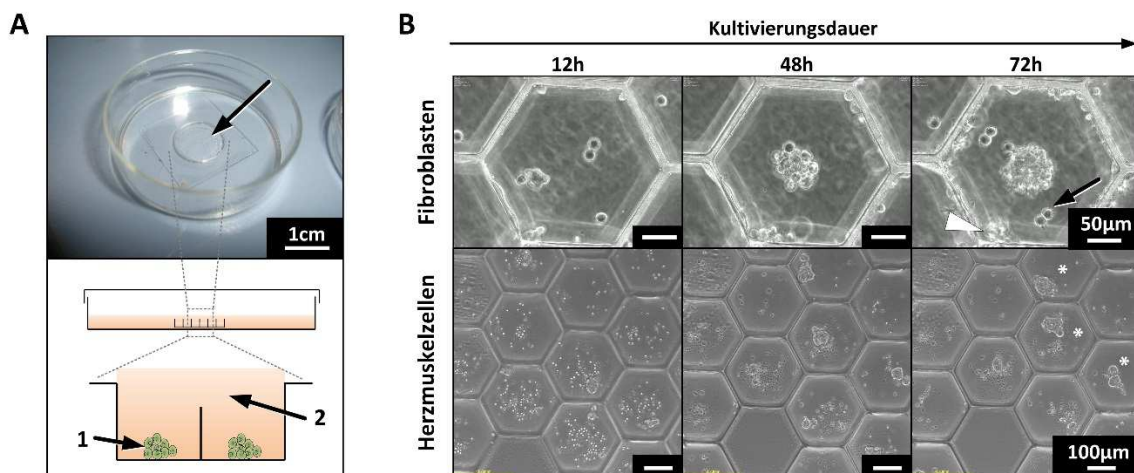 A
1cm
1
2
B
Kultivierungsdauer
12h
48h
72h
Fibroblasten
50µm
Herzmuskelzellen
*
*
*
100µm